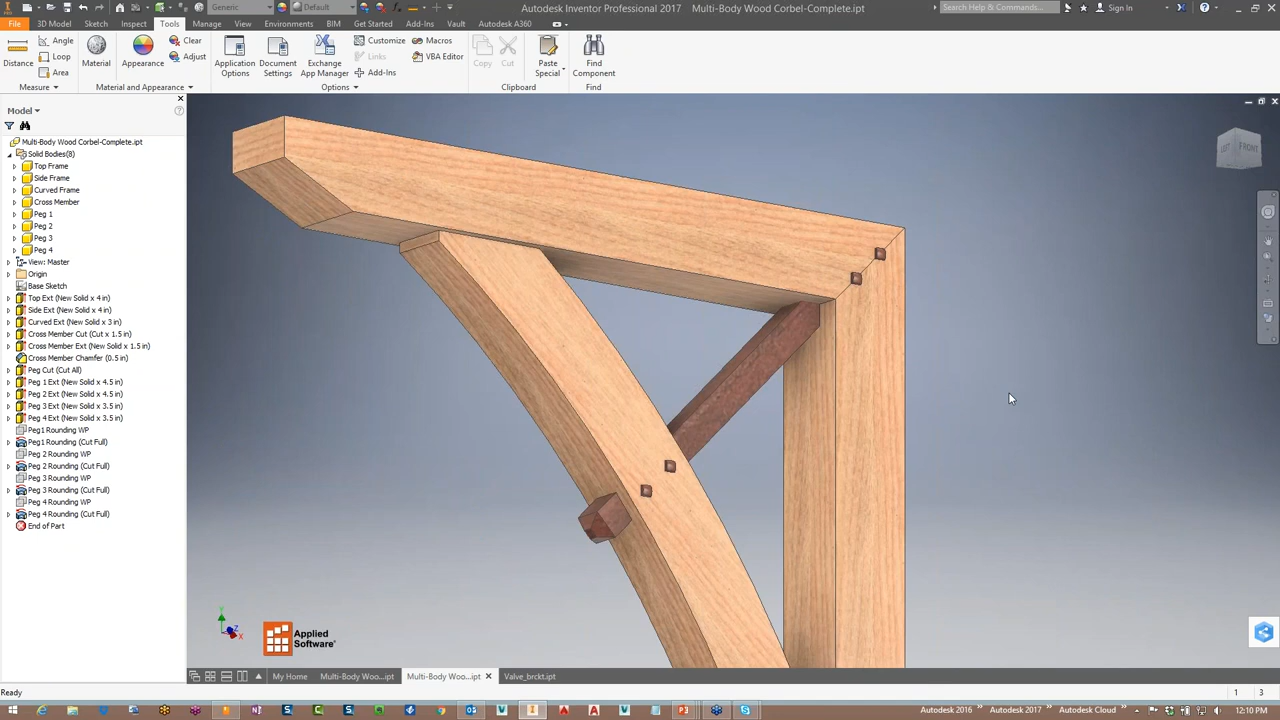 Autodesk Inventor Professional 2017   Multi-Body Wood Corbel-Complete.ipt
Generic
Default
Search Help & Commands...
Sign In
File
3D Model
Sketch
Inspect
Tools
Manage
View
Environments
BIM
Get Started
Add-Ins
Vault
Autodesk A360
Distance
Angle
Loop
Area
Measure
Material
Appearance
Clear
Adjust
Material and Appearance
Application Options
Document Settings
Exchange App Manager
Customize
Links
Add-Ins
Macros
VBA Editor
Options
Copy
Cut
Paste Special
Clipboard
Find Component
Find
Model
Multi-Body Wood Corbel-Complete.ipt
Solid Bodies(8)
Top Frame
Side Frame
Curved Frame
Cross Member
Peg 1
Peg 2
Peg 3
Peg 4
View: Master
Origin
Base Sketch
Top Ext (New Solid x 4 in)
Side Ext (New Solid x 4 in)
Curved Ext (New Solid x 3 in)
Cross Member Cut (Cut x 1.5 in)
Cross Member Ext (New Solid x 1.5 in)
Cross Member Chamfer (0.5 in)
Peg Cut (Cut All)
Peg 1 Ext (New Solid x 4.5 in)
Peg 2 Ext (New Solid x 4.5 in)
Peg 3 Ext (New Solid x 3.5 in)
Peg 4 Ext (New Solid x 3.5 in)
Peg1 Rounding WP
Peg1 Rounding (Cut Full)
Peg 2 Rounding WP
Peg 2 Rounding (Cut Full)
Peg 3 Rounding WP
Peg 3 Rounding (Cut Full)
Peg 4 Rounding WP
Peg 4 Rounding (Cut Full)
End of Part
LEFT
FRONT
Y
Z
X
Applied
Software®
My Home
Multi-Body Woo...ipt
Multi-Body Woo...ipt
Valve_brckt.ipt
Ready
1
3
Autodesk 2016
Autodesk 2017
Autodesk Cloud
12:10 PM